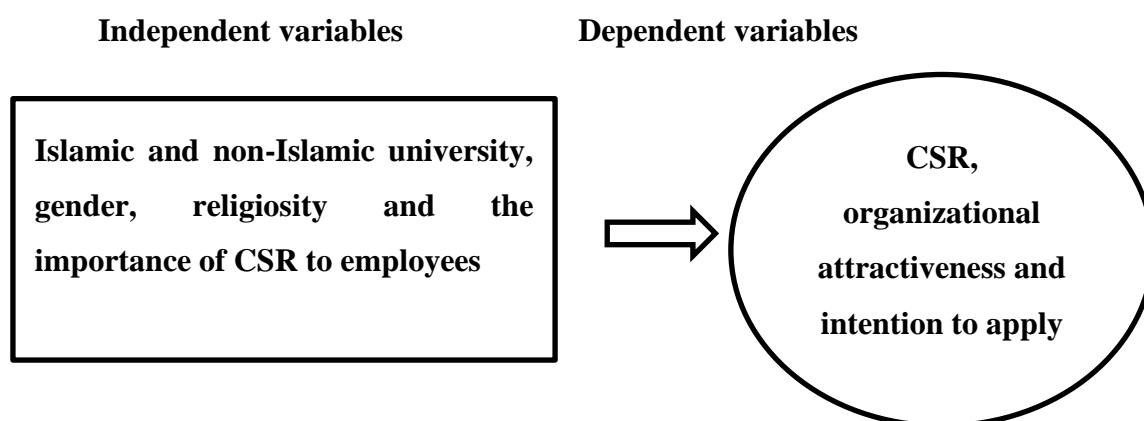 Independent variables
Dependent variables
Islamic and non-Islamic university,
gender, religiosity and the
importance of CSR to employees
CSR,
organizational
attractiveness and
intention to apply